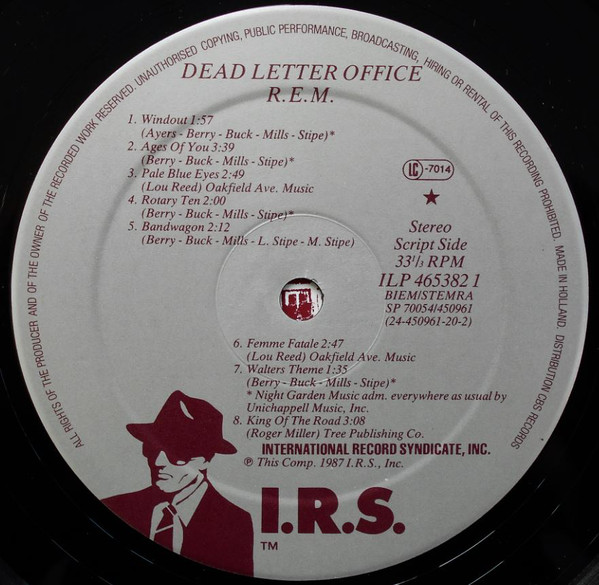 ALL RIGHTS OF THE PRODUCER AND OF THE OWNER OF THE RECORDED WORK RESERVED. UNAUTHORISED COPYING, PUBLIC PERFORMANCE, BROADCASTING, HIRING OR RENTAL OF THIS RECORDING PROHIBITED. MADE IN HOLLAND. DISTRIBUTION CBS RECORDS
DEAD LETTER OFFICE
R.E.M.
1. Windout 1:57
(Ayers - Berry - Buck - Mills - Stipe)*
2. Ages Of You 3:39
(Berry - Buck - Mills - Stipe)*
3. Pale Blue Eyes 2:49
(Lou Reed) Oakfield Ave. Music
4. Rotary Ten 2:00
(Berry - Buck - Mills - Stipe)*
5. Bandwagon 2:12
(Berry - Buck - Mills - L. Stipe - M. Stipe)
LC -7014
★
Stereo
Script Side
33⅓ RPM
ILP 465382 1
BIEM/STEMRA
SP 70054/450961
(24-450961-20-2)
6. Femme Fatale 2:47
(Lou Reed) Oakfield Ave. Music
7. Walters Theme 1:35
(Berry - Buck - Mills - Stipe)*
* Night Garden Music adm. everywhere as usual by
Unichappell Music, Inc.
8. King Of The Road 3:08
(Roger Miller) Tree Publishing Co.
INTERNATIONAL RECORD SYNDICATE, INC.
℗ This Comp. 1987 I.R.S., Inc.
I.R.S.
TM